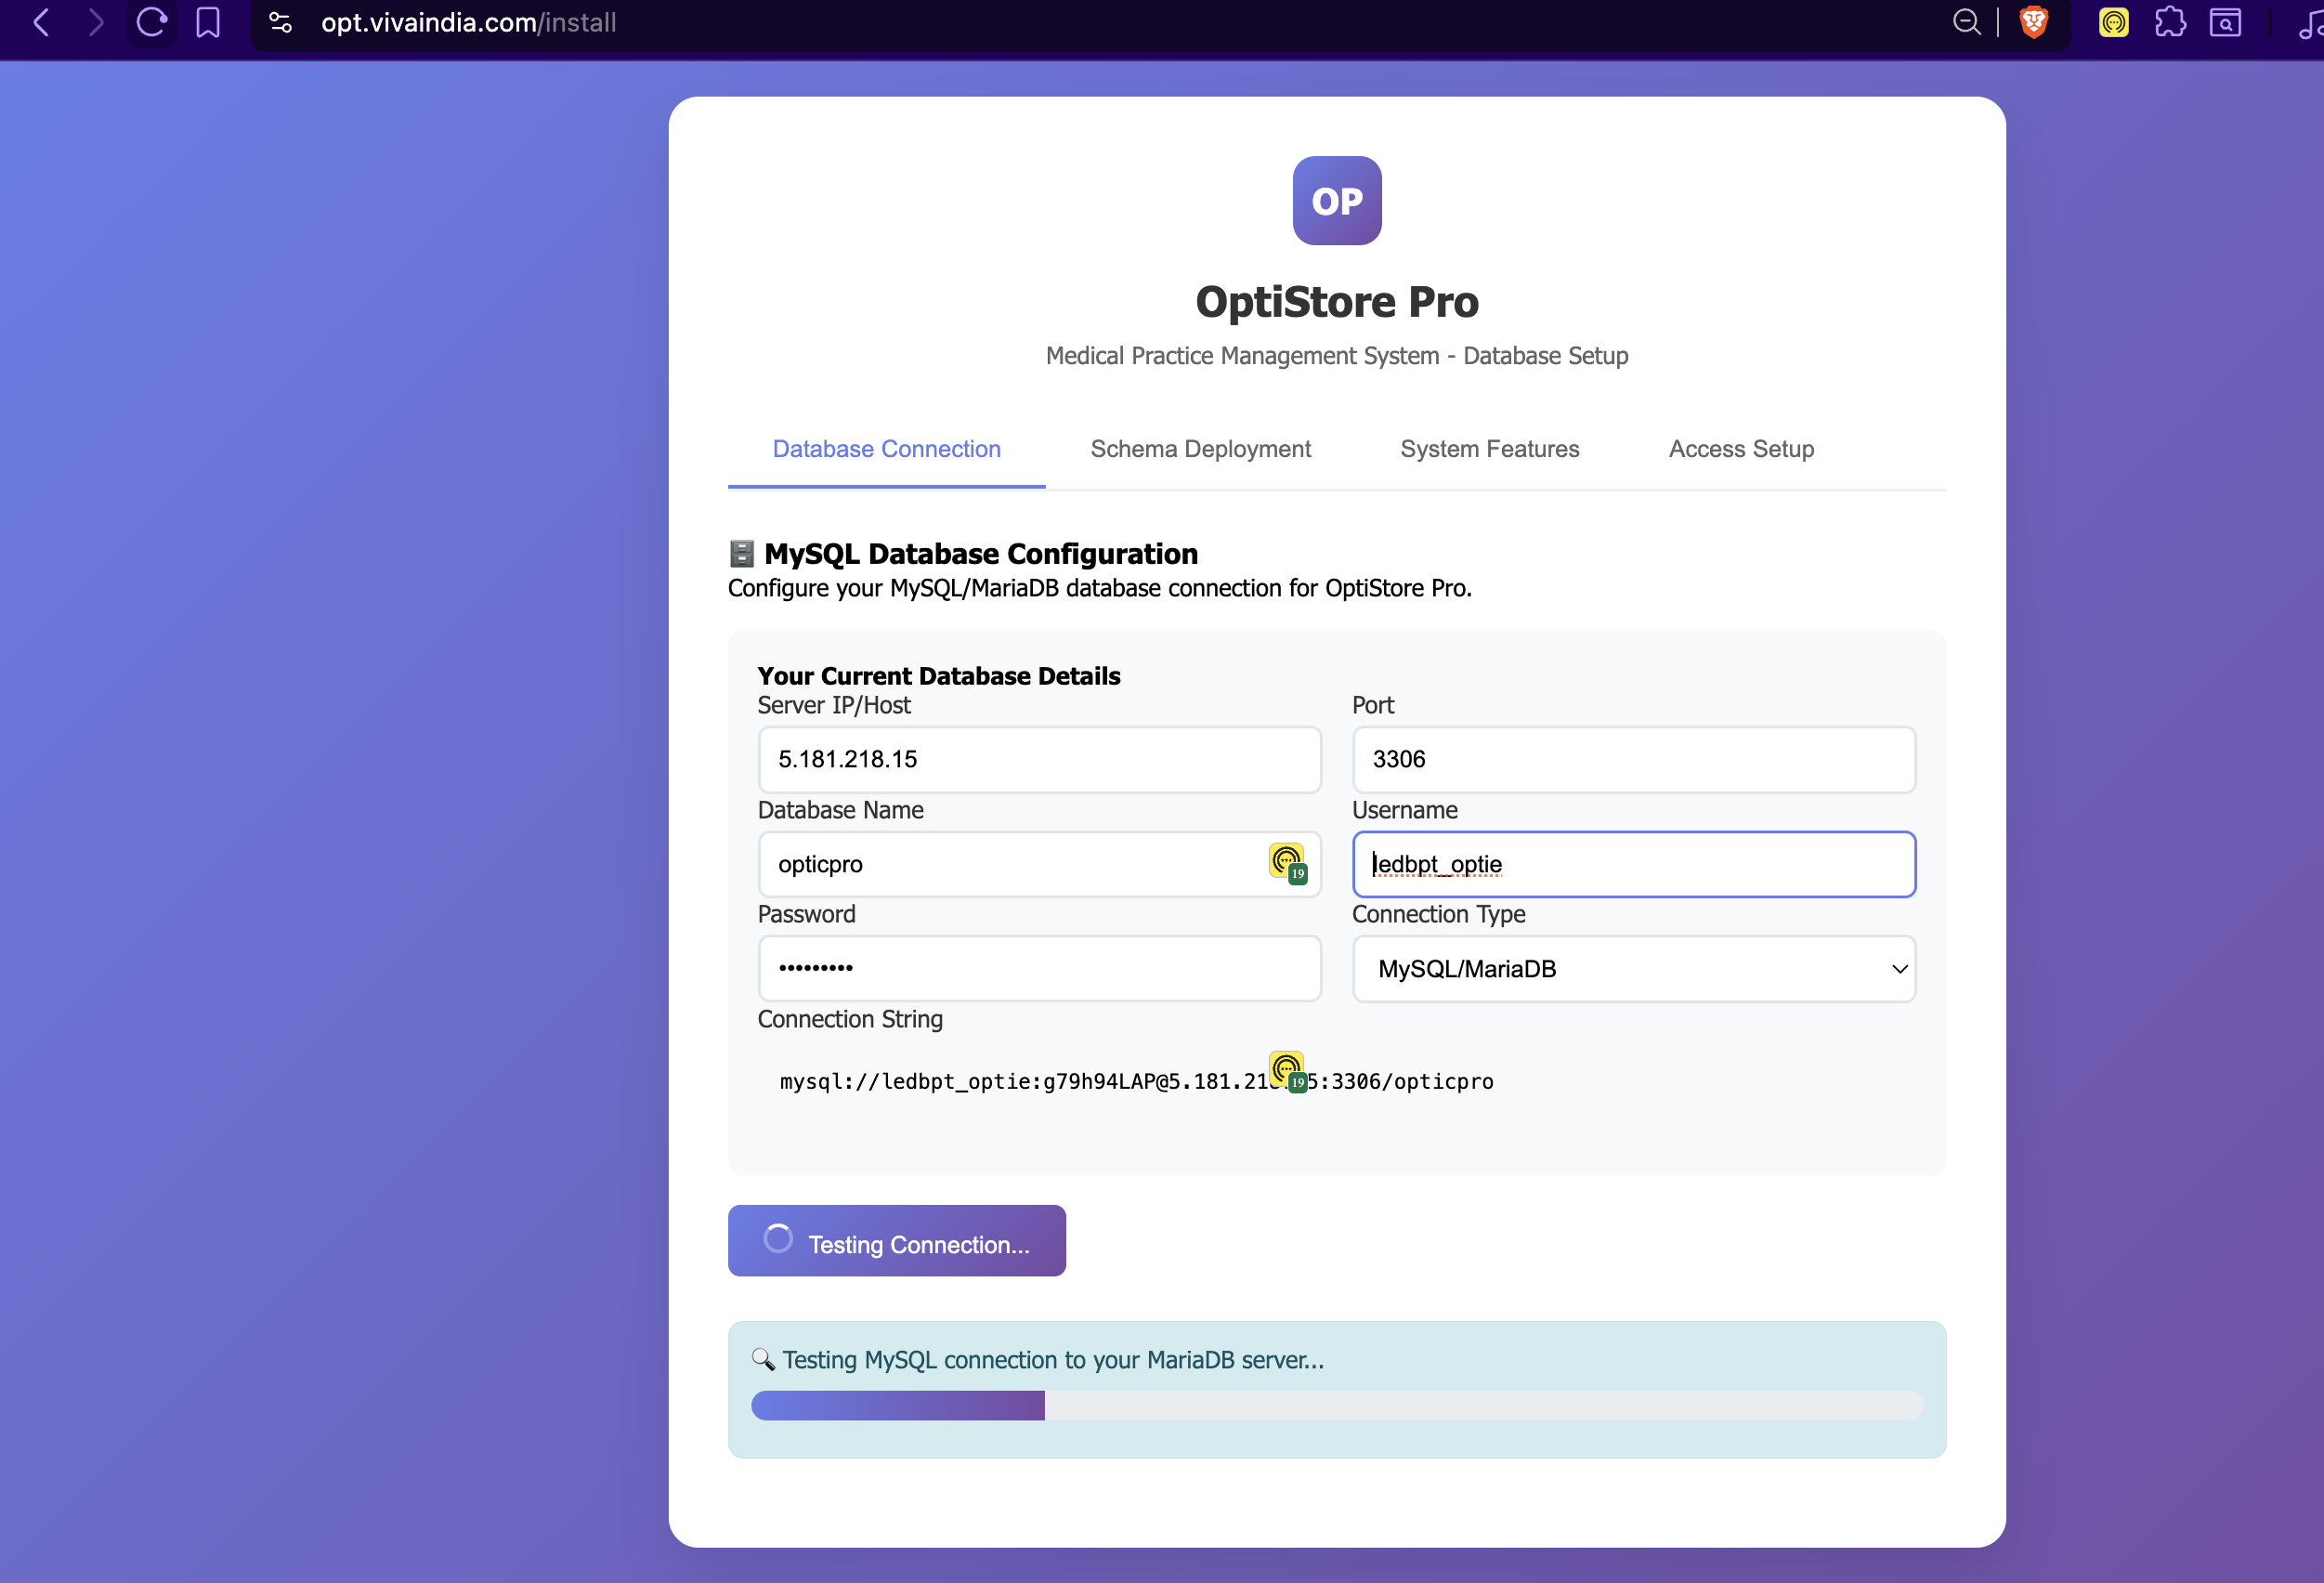 opt.vivaindia.com/install
OP
OptiStore Pro
Medical Practice Management System - Database Setup
Database Connection
Schema Deployment
System Features
Access Setup
MySQL Database Configuration
Configure your MySQL/MariaDB database connection for OptiStore Pro.
Your Current Database Details
Server IP/Host
Port
5.181.218.15
3306
Database Name
Username
opticpro
19
ledbpt_optie
Password
Connection Type
•••••••••
MySQL/MariaDB
Connection String
mysql://ledbpt_optie:g79h94LAP@5.181.21 5:3306/opticpro
19
Testing Connection...
Testing MySQL connection to your MariaDB server...